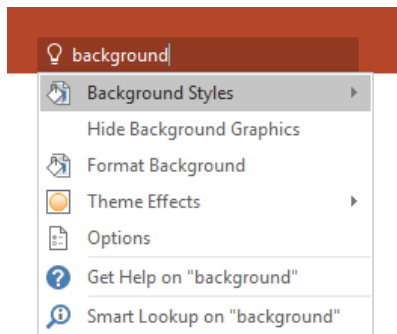 background
Background Styles
Hide Background Graphics
Format Background
Theme Effects
Options
Get Help on "background"
Smart Lookup on "background"